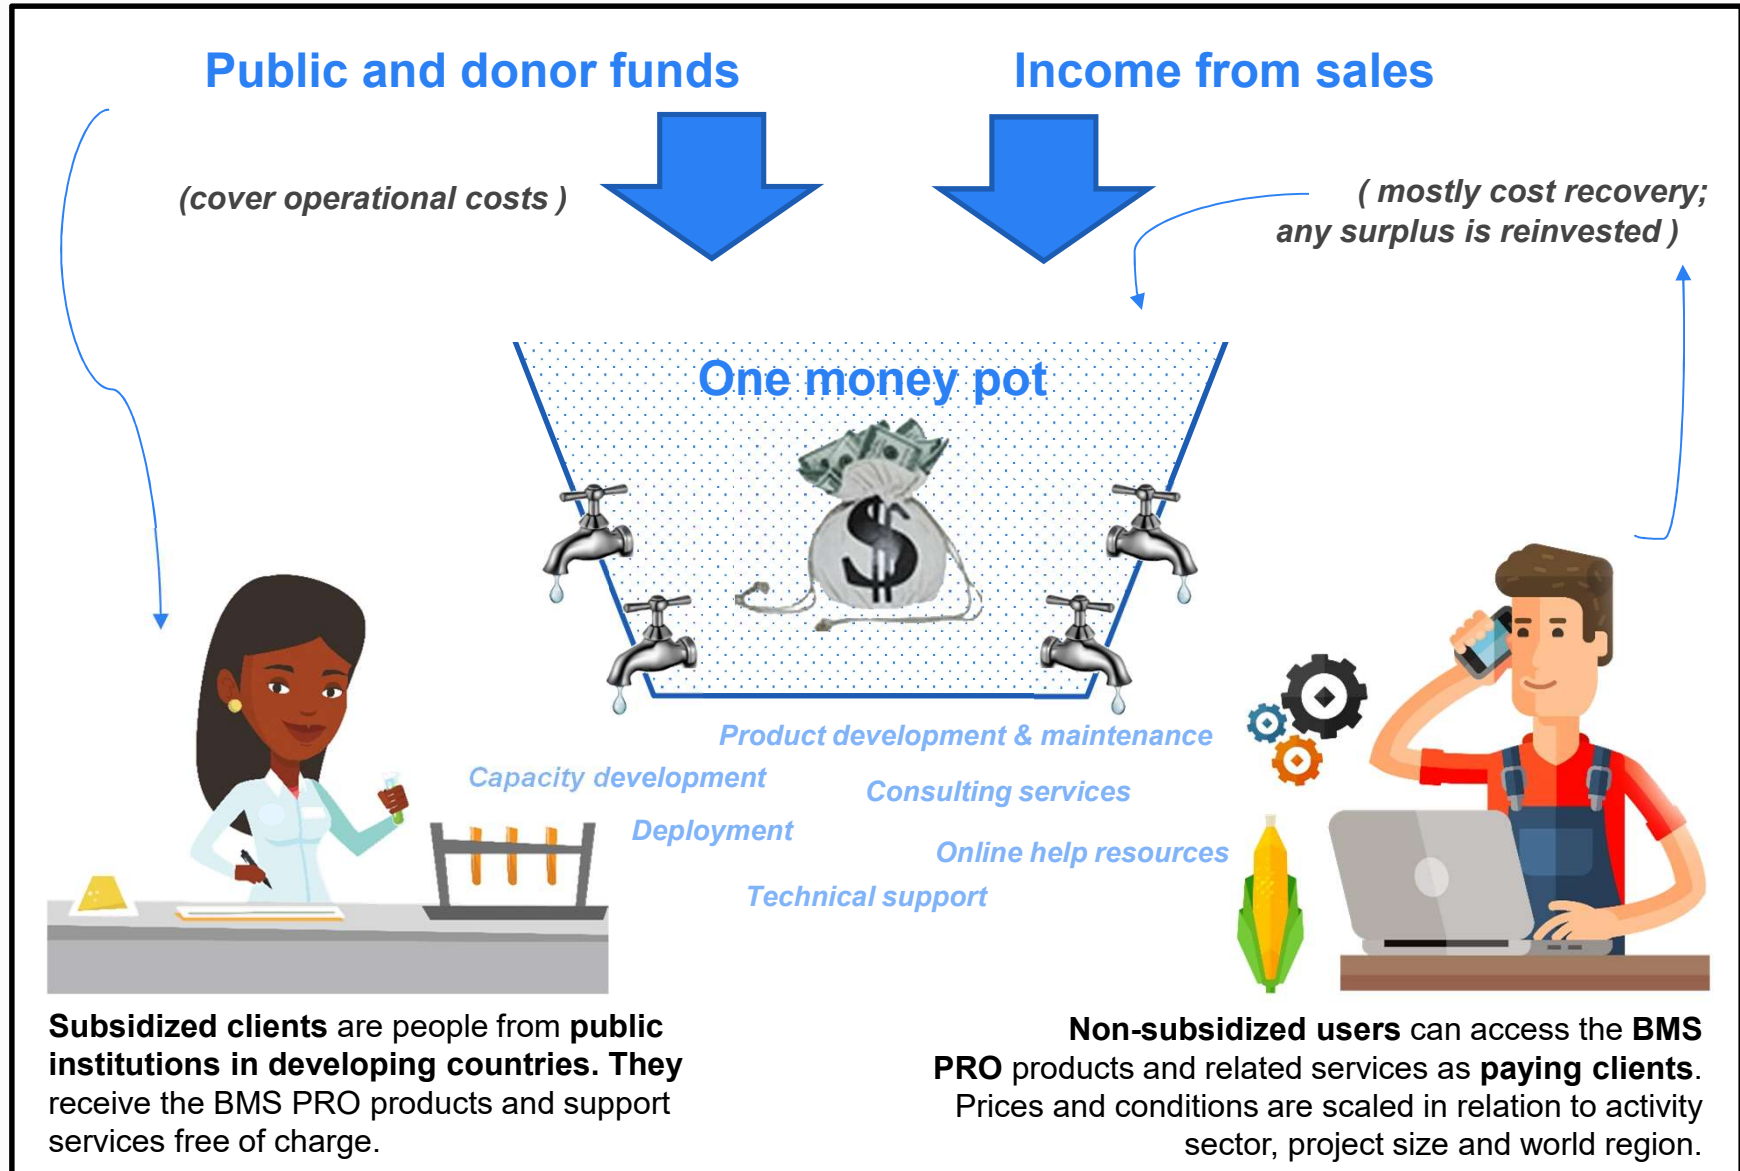 Public and donor funds
Income from sales
(cover operational costs )
( mostly cost recovery;
any surplus is reinvested )
One money pot
$
Product development & maintenance
Capacity development
Consulting services
Deployment
Online help resources
Technical support
Subsidized clients are people from public
institutions in developing countries. They
receive the BMS PRO products and support
services free of charge.
Non-subsidized users can access the BMS
PRO products and related services as paying clients.
Prices and conditions are scaled in relation to activity
sector, project size and world region.